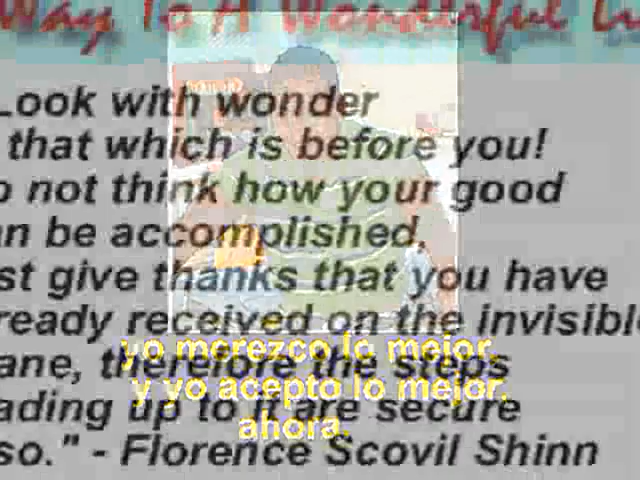 Way To A Wonderful
Look with wonder
that which is before you!
not think how your good
be accomplished,
st give thanks that you have
ready received on the invisibl
ane, therefore the steps
ading up to it are secure
so." - Florence Scovil Shinn
yo merezco lo mejor,
y yo acepto lo mejor.
ahora.